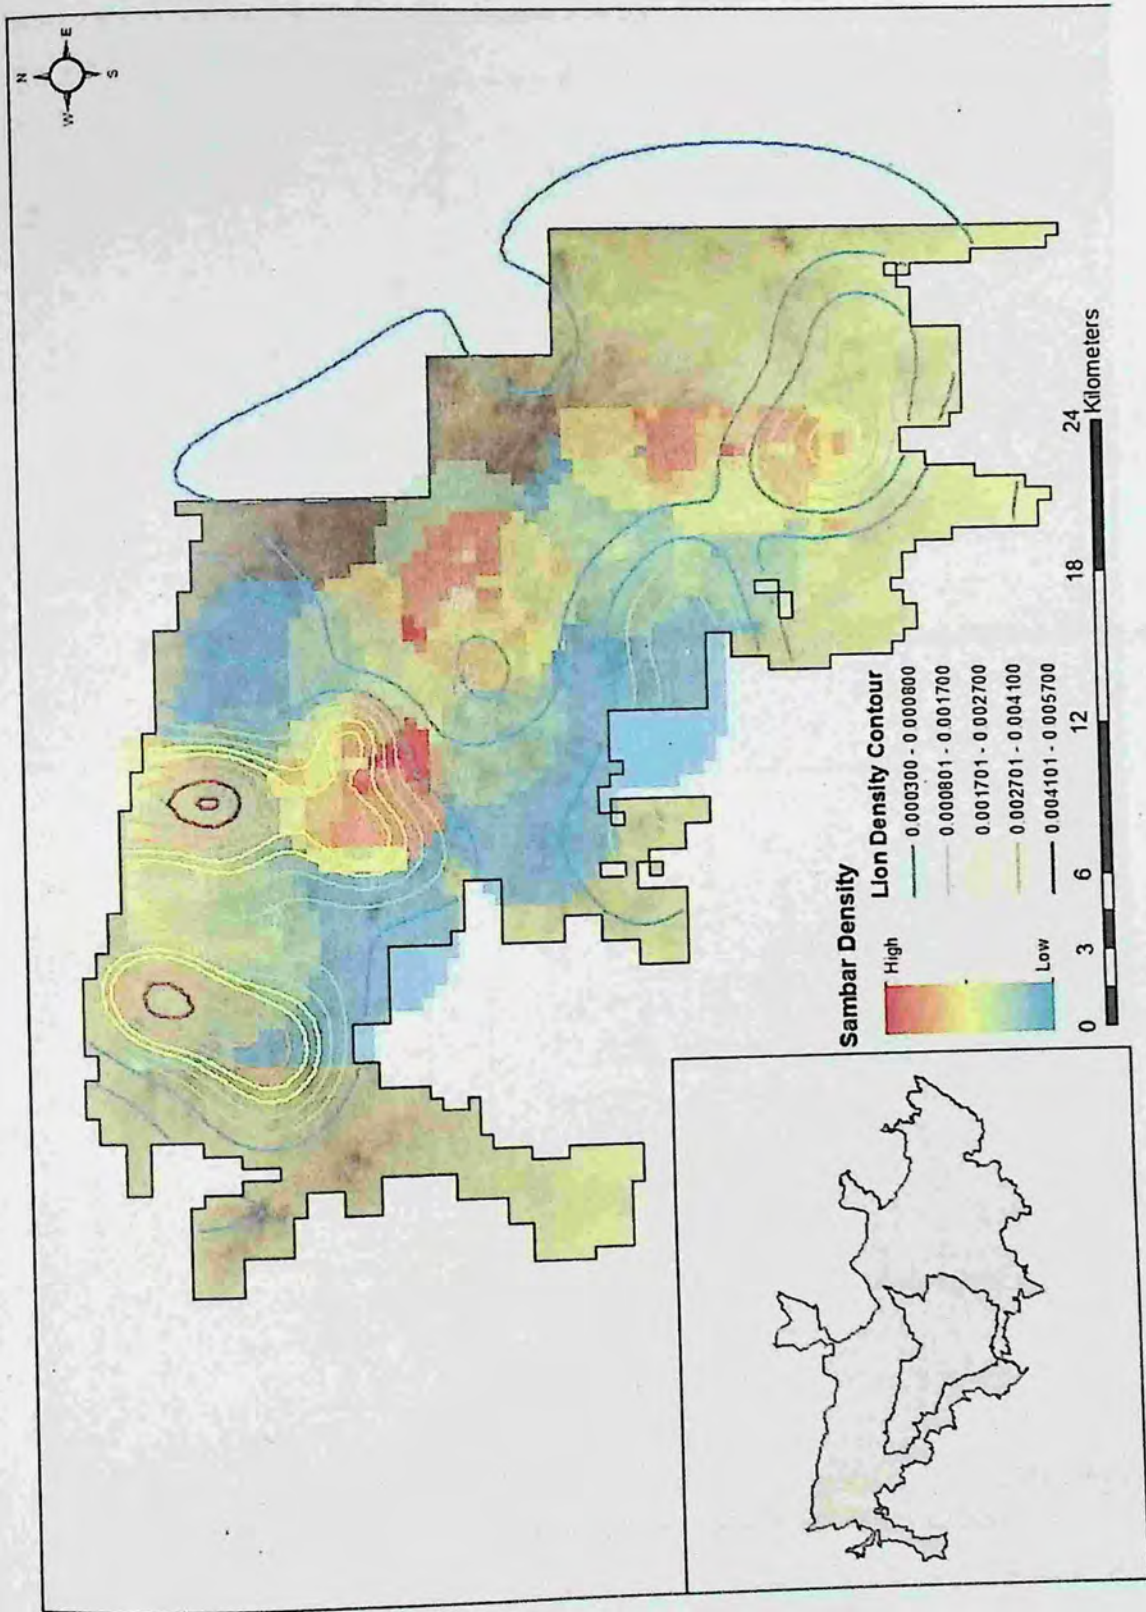 N
W E
S
Sambar Density
High
Low
Lion Density Contour
0.000300 - 0.000800
0.000801 - 0.001700
0.001701 - 0.002700
0.002701 - 0.004100
0.004101 - 0.005700
0 3 6 12 18 24
Kilometers